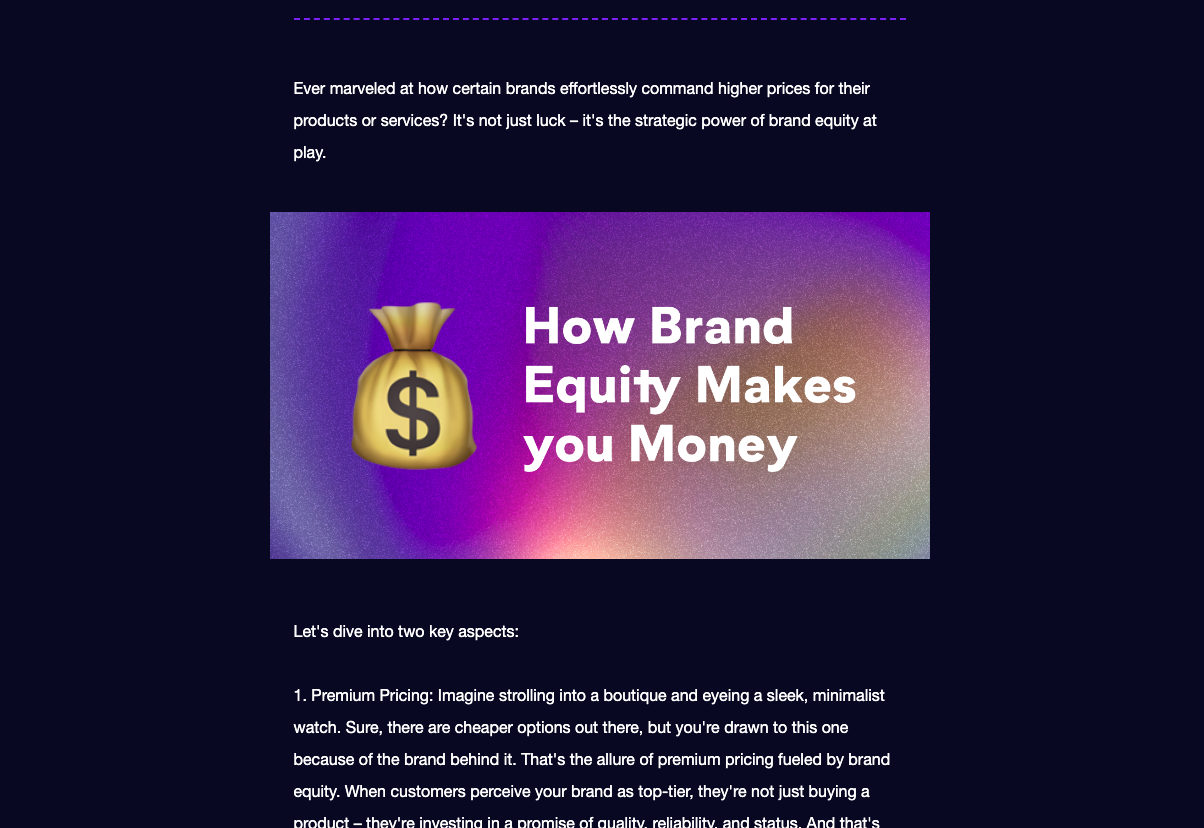 Ever marveled at how certain brands effortlessly command higher prices for their
products or services? It's not just luck – it's the strategic power of brand equity at
play.
$
How Brand
Equity Makes
you Money
Let's dive into two key aspects:
1. Premium Pricing: Imagine strolling into a boutique and eyeing a sleek, minimalist
watch. Sure, there are cheaper options out there, but you're drawn to this one
because of the brand behind it. That's the allure of premium pricing fueled by brand
equity. When customers perceive your brand as top-tier, they're not just buying a
product – they're investing in a promise of quality, reliability, and status. And that's